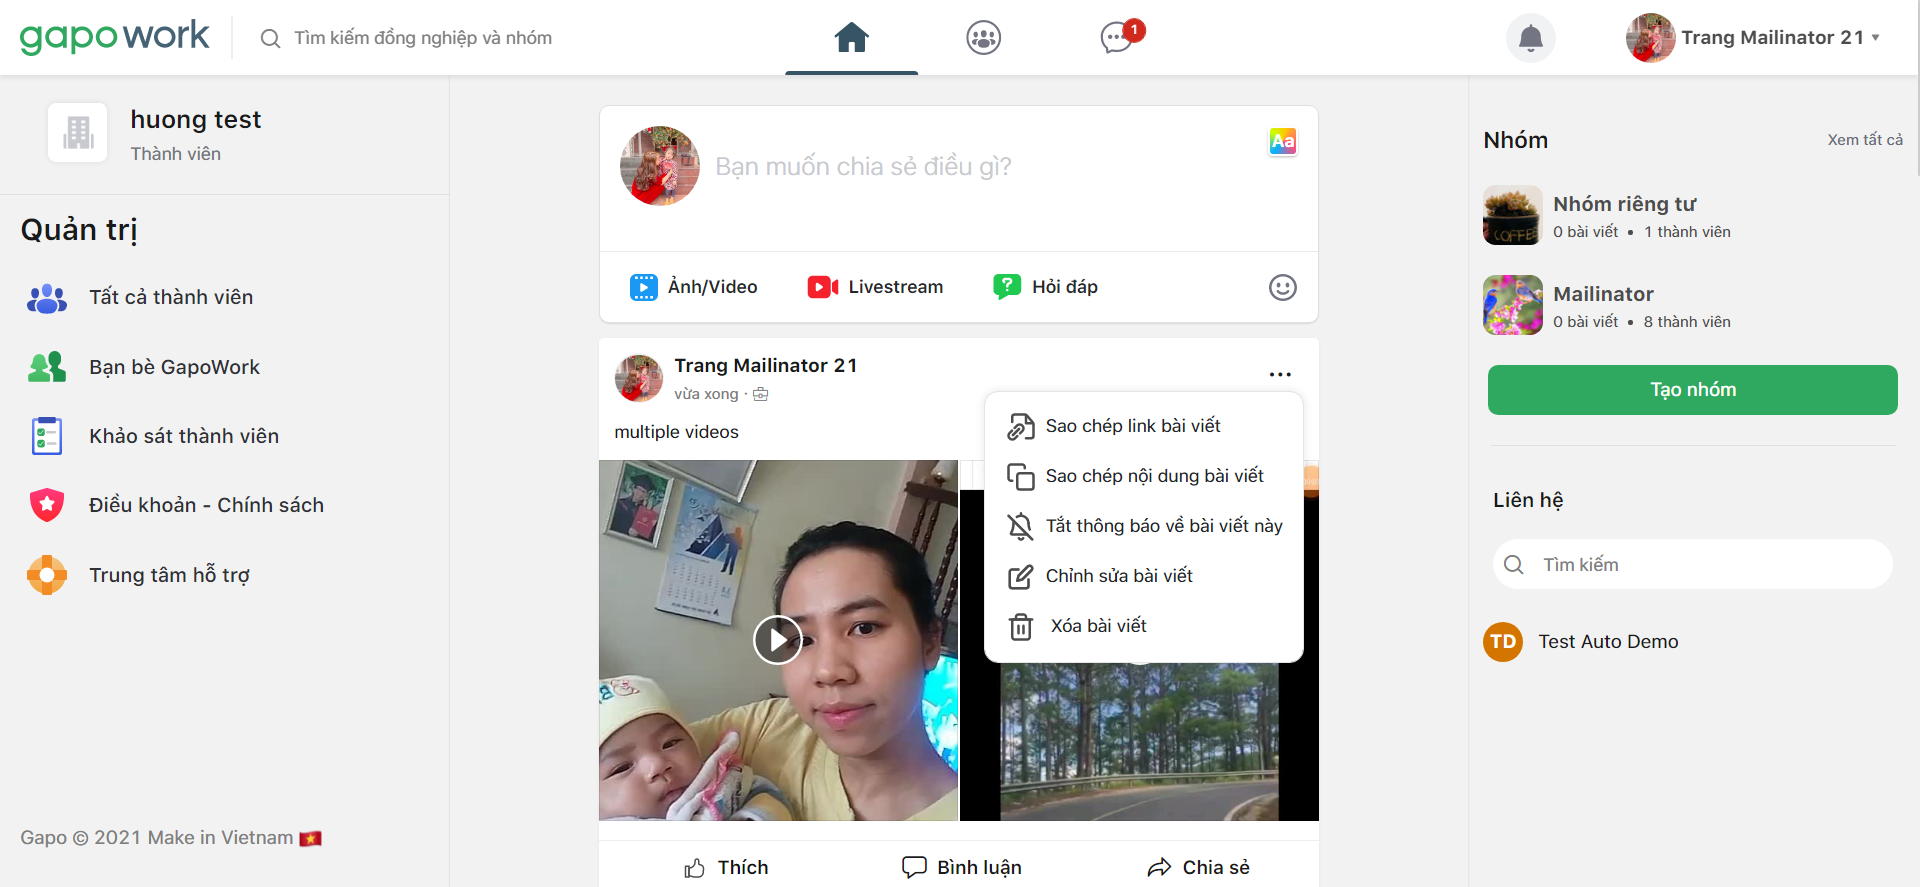 gapowork
Tìm kiếm đồng nghiệp và nhóm
1
Trang Mailinator 21
huong test
Thành viên
Quản trị
Tất cả thành viên
Bạn bè GapoWork
Khảo sát thành viên
Điều khoản - Chính sách
Trung tâm hỗ trợ
Gapo © 2021 Make in Vietnam
Bạn muốn chia sẻ điều gì?
Aa
Ảnh/Video
Livestream
Hỏi đáp
Trang Mailinator 21
vừa xong ·
multiple videos
Sao chép link bài viết
Sao chép nội dung bài viết
Tắt thông báo về bài viết này
Chỉnh sửa bài viết
Xóa bài viết
Thích
Bình luận
Chia sẻ
Nhóm
Xem tất cả
Nhóm riêng tư
0 bài viết • 1 thành viên
COFFE
Mailinator
0 bài viết • 8 thành viên
Tạo nhóm
Liên hệ
Tìm kiếm
TD
Test Auto Demo